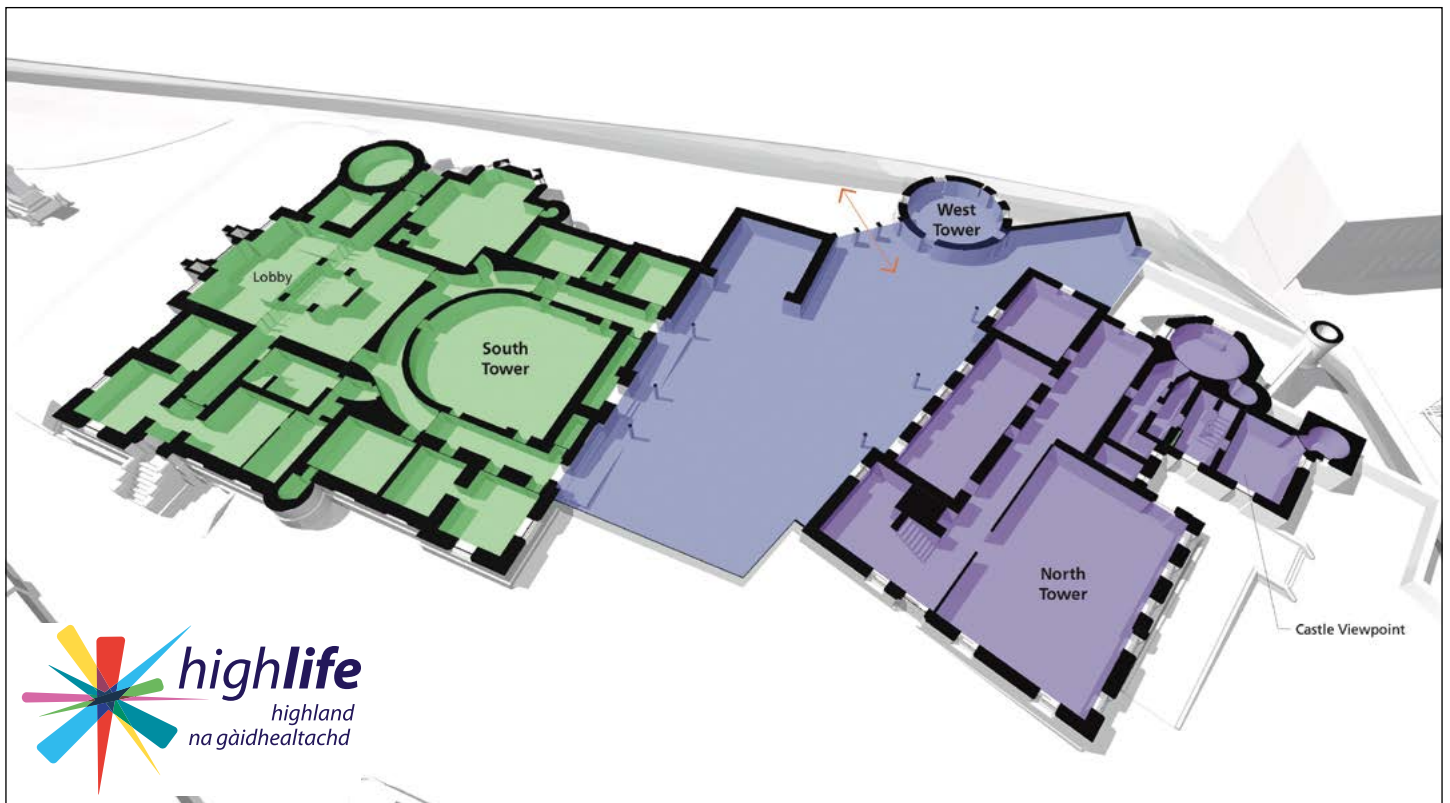 West
Tower
Lobby
South
Tower
North
Tower
Castle Viewpoint
highlife
highland
na gàidhealtachd